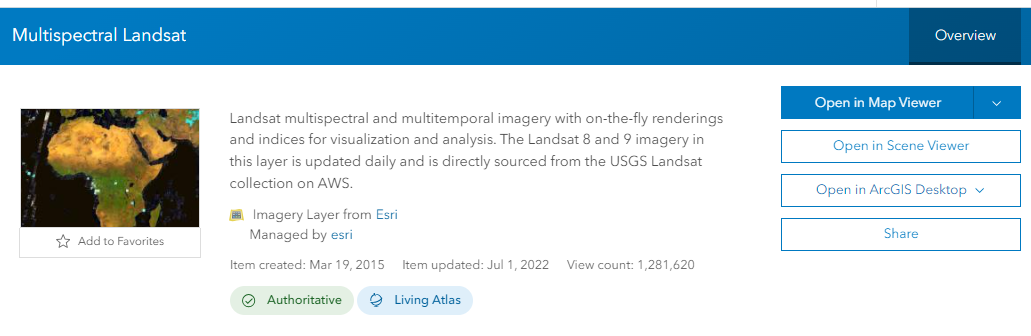 Multispectral Landsat
Overview
Landsat multispectral and multitemporal imagery with on-the-fly renderings
and indices for visualization and analysis. The Landsat 8 and 9 imagery in
this layer is updated daily and is directly sourced from the USGS Landsat
collection on AWS.
Imagery Layer from Esri
Managed by esri
Item created: Mar 19, 2015 Item updated: Jul 1, 2022 View count: 1,281,620
Authoritative Living Atlas
Add to Favorites
Open in Map Viewer
Open in Scene Viewer
Open in ArcGIS Desktop
Share